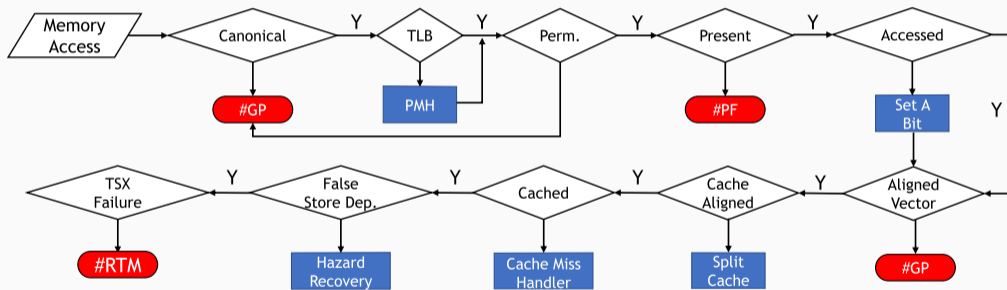 Memory
Access
Canonical
Y
TLB
Y
Perm.
Y
Present
Y
Accessed
#GP
PMH
#PF
Set A
Bit
Y
TSX
Failure
Y
False
Store Dep.
Y
Cached
Y
Cache
Aligned
Y
Aligned
Vector
#RTM
Hazard
Recovery
Cache Miss
Handler
Split
Cache
#GP